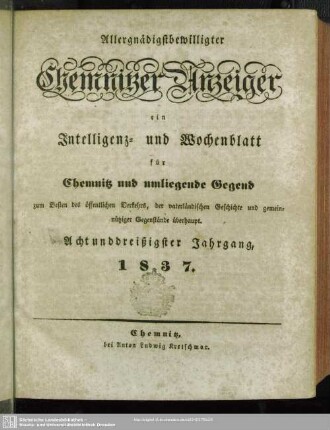 Allergnädigstbewilligter
Chemnitzer Anzeiger
ein
Intelligenz- und Wochenblatt
für
Chemnitz und umliegende Gegend
zum Besten des öffentlichen Verkehrs, der vaterländischen Geschichte und gemein-
nütziger Gegenstände überhaupt.
Achtunddreißigster Jahrgang,
1837.
Chemnitz,
bei Anton Ludwig Kretschmar.